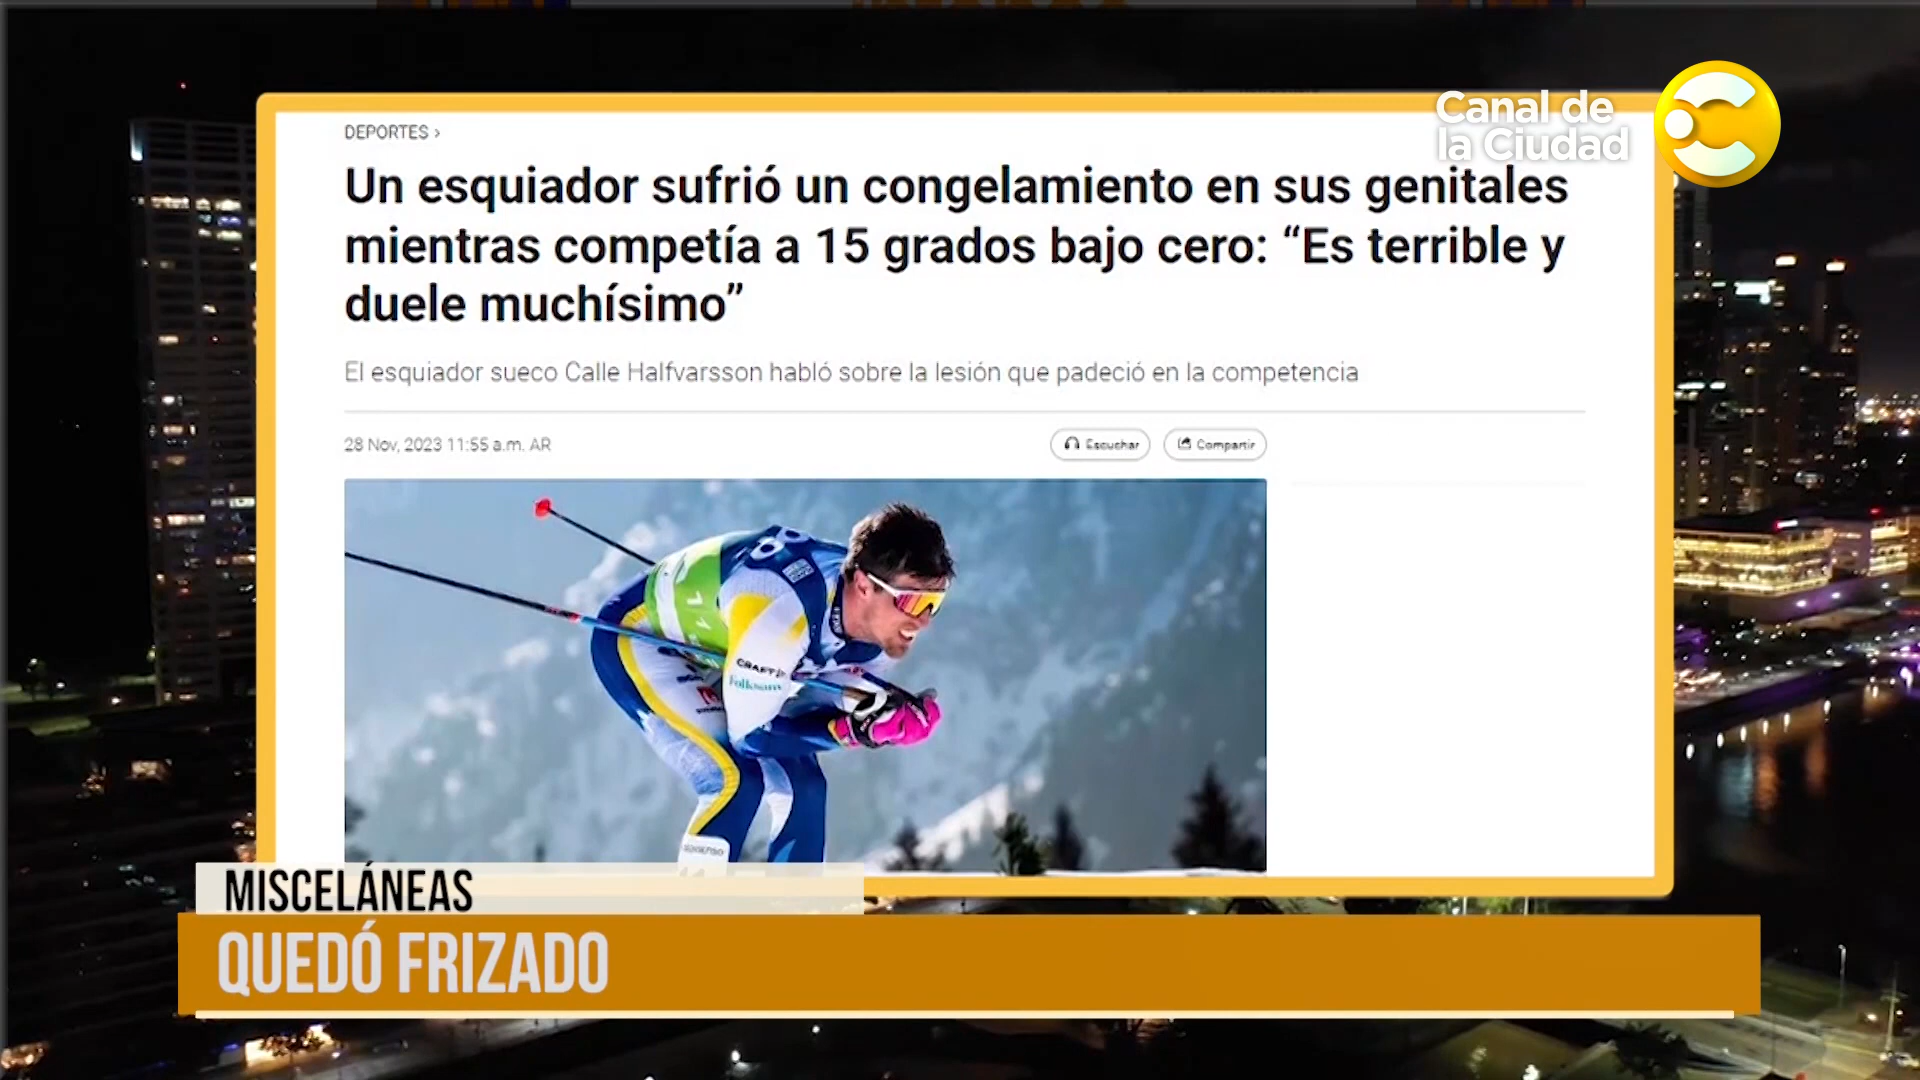 Canal de
la Ciudad
DEPORTES ›
Un esquiador sufrió un congelamiento en sus genitales
mientras competía a 15 grados bajo cero: “Es terrible y
duele muchísimo”
El esquiador sueco Calle Halfvarsson habló sobre la lesión que padeció en la competencia
28 Nov, 2023 11:55 a.m. AR
Escuchar
Compartir
CRAFT
Folksam
MISCELÁNEAS
QUEDÓ FRIZADO